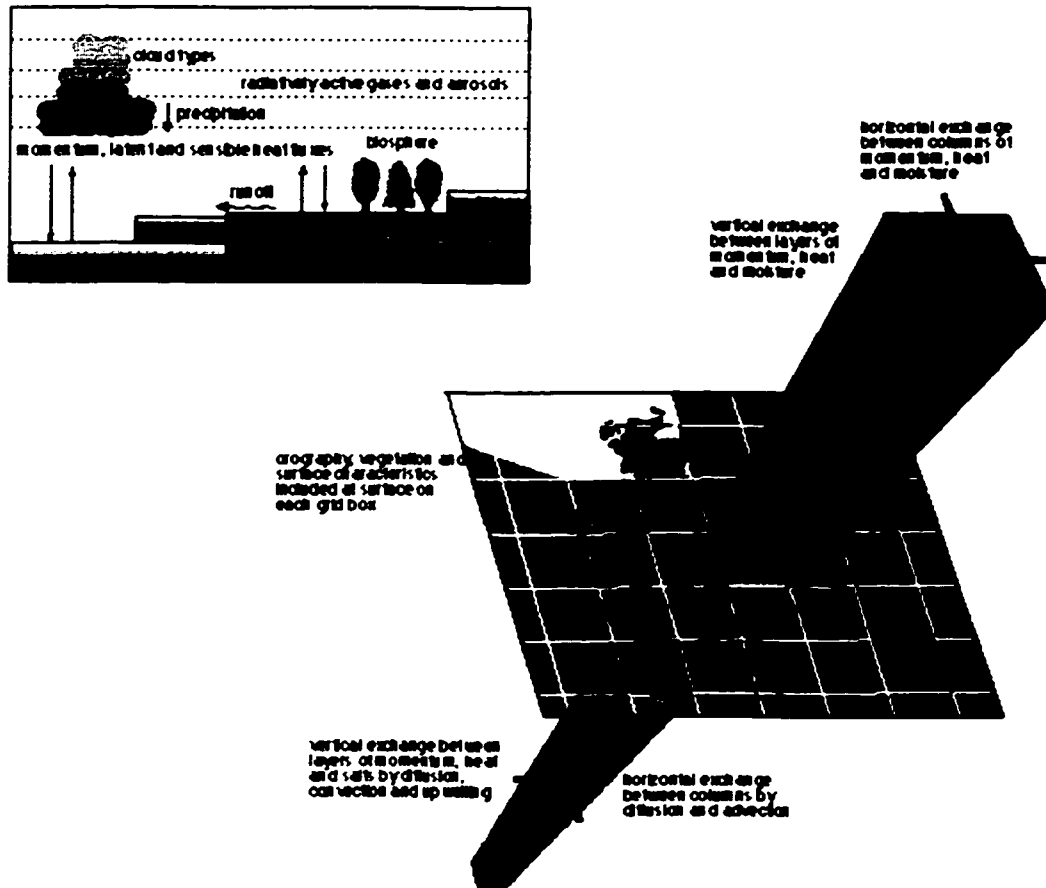 cloud types
radiatively active gases and aerosols
precipitation
momentum, latent and sensible heat fluxes
biosphere
run off
horizontal exchange
between columns of
momentum, heat
and moisture
vertical exchange
between layers of
momentum, heat
and moisture
orography, vegetation and
surface characteristics
included at surface on
each grid box
vertical exchange between
layers of momentum, heat
and salts by diffusion,
convection and up welling
horizontal exchange
between columns by
diffusion and advection